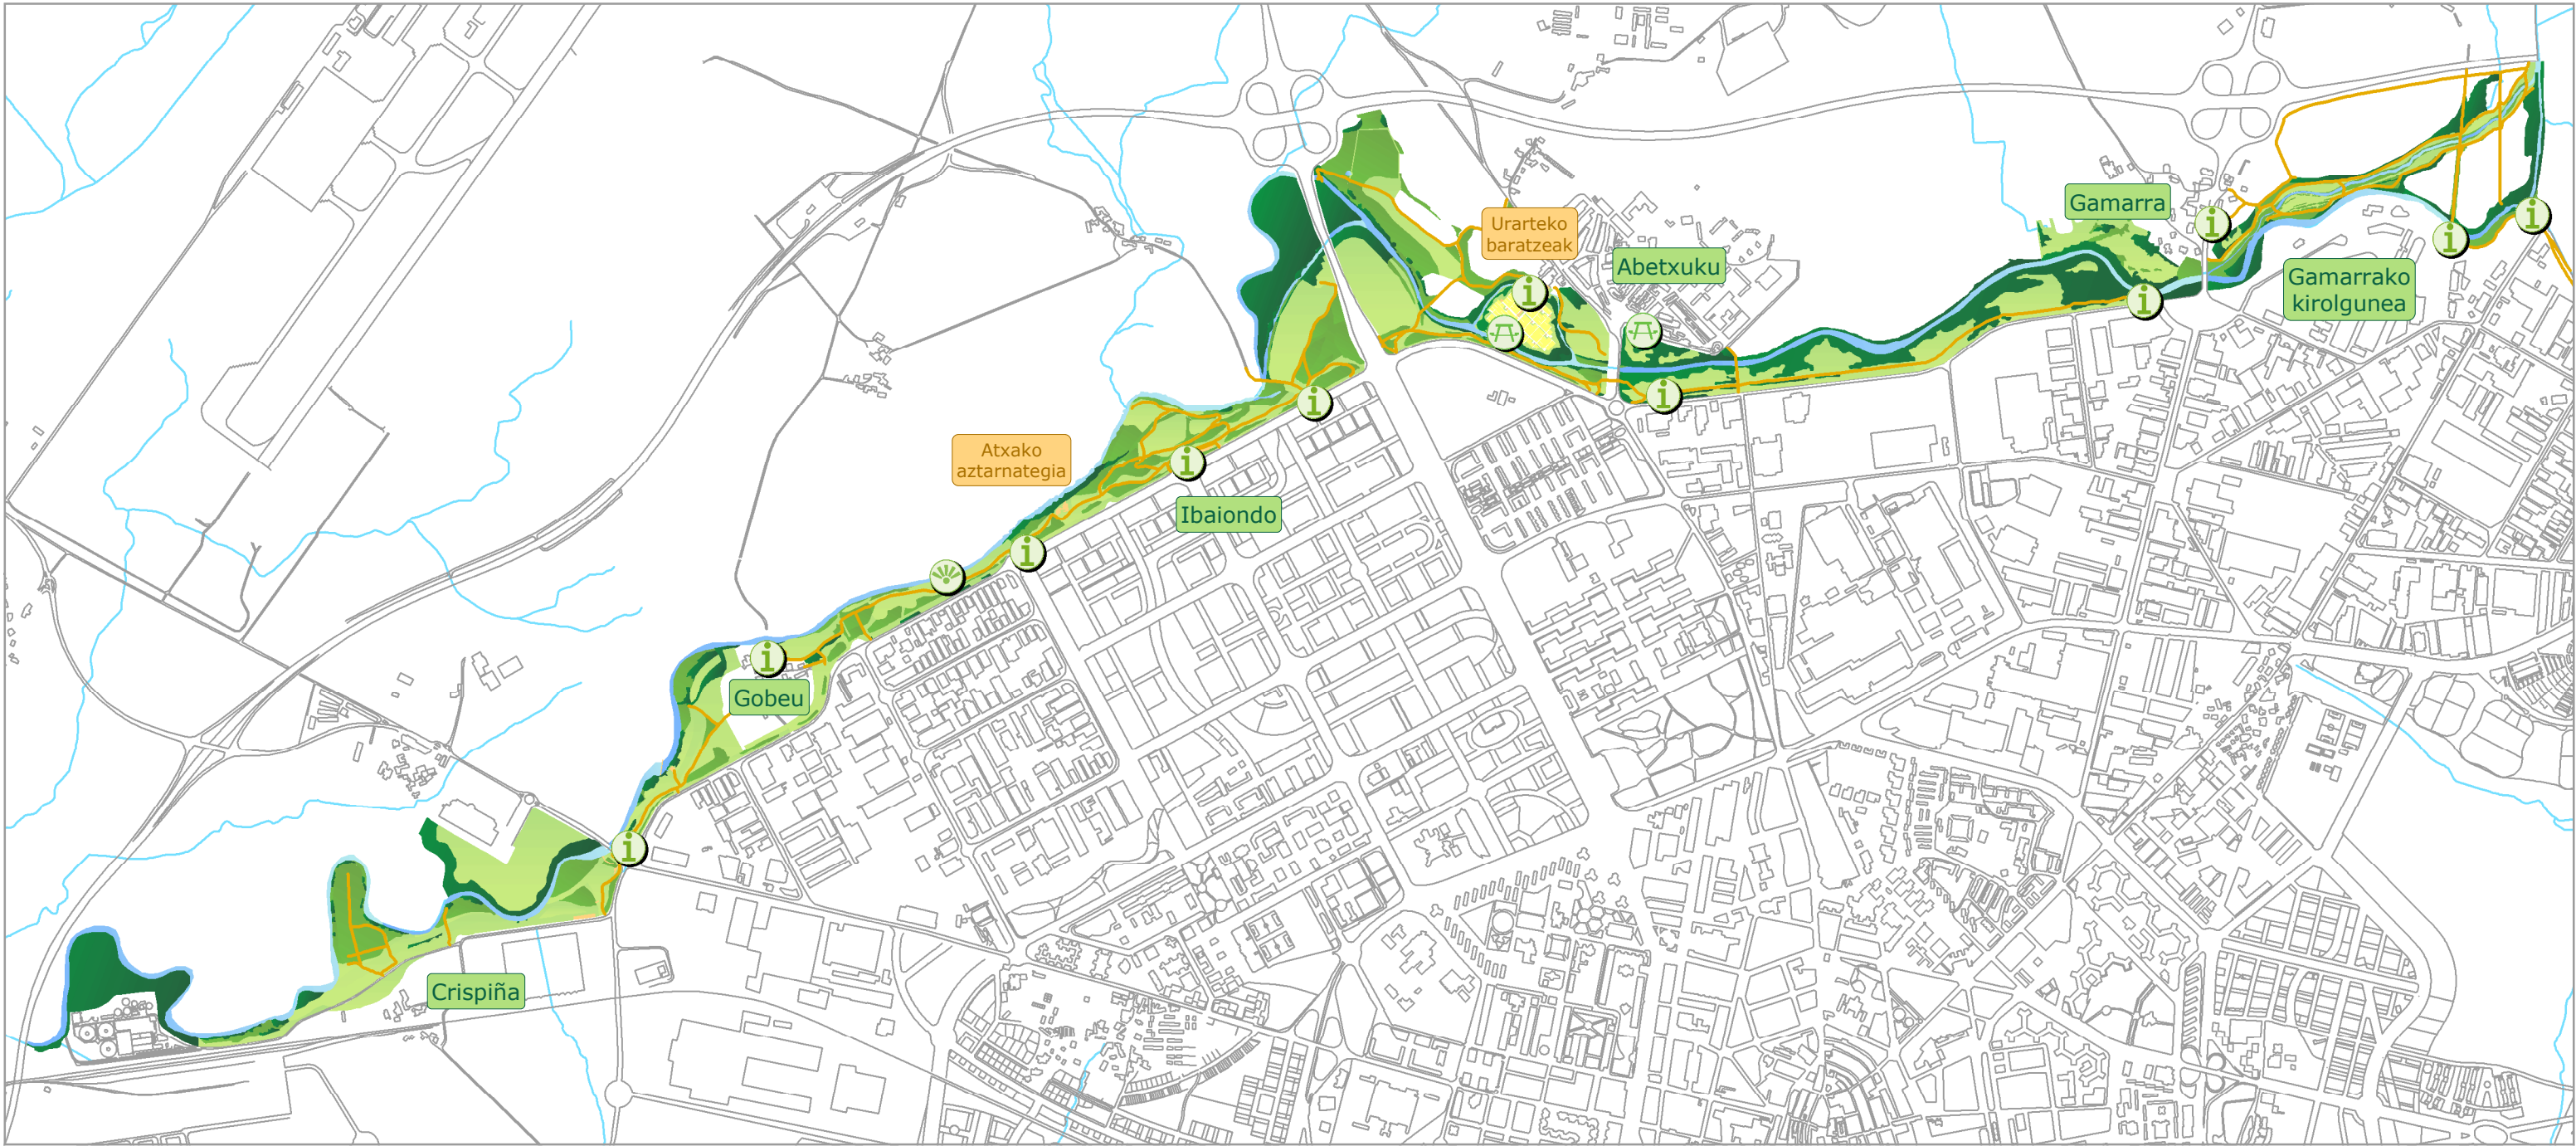 Gamarra
Urarteko
baratzeak
Abetxuku
Gamarrako
kirolgunea
Atxako
aztarnategia
Ibaiondo
Gobeu
Crispiña
i
i
i
i
i
i
i
i
i
i
i